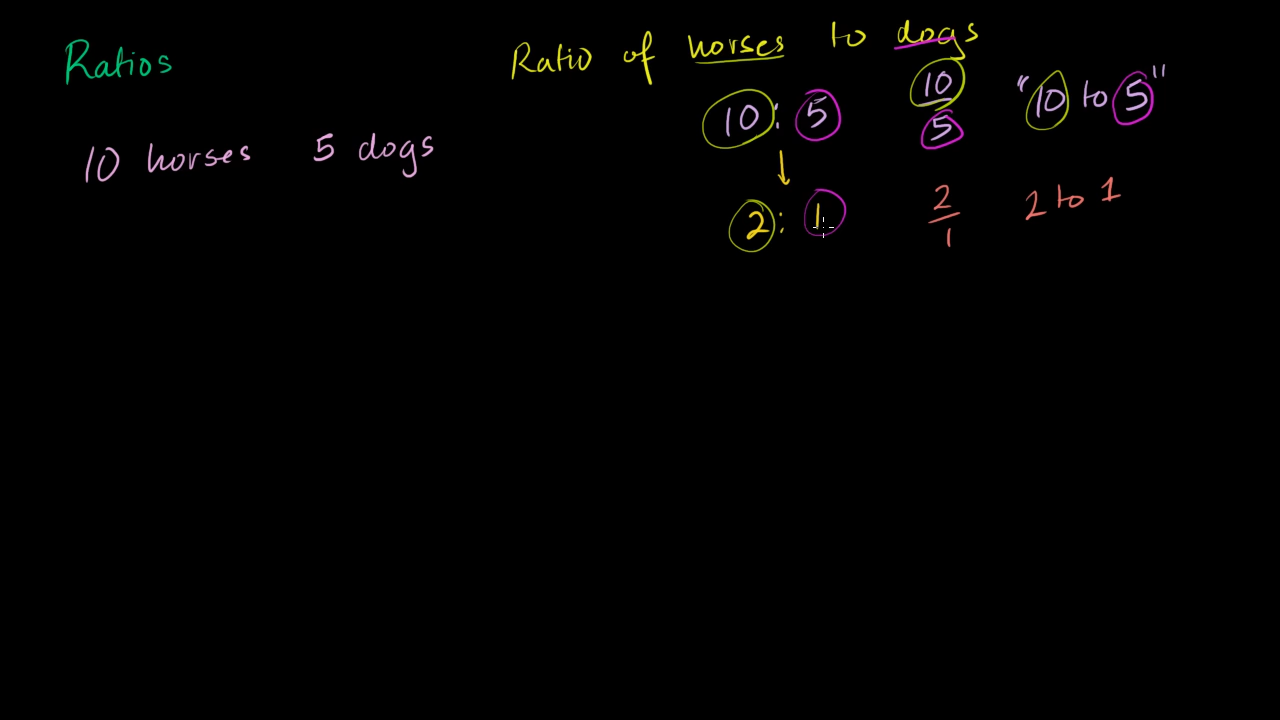 Ratios
10 horses 5 dogs
Ratio of horses to dogs
10 : 5 10/5 "10 to 5"
2 : 1 2/1 2 to 1